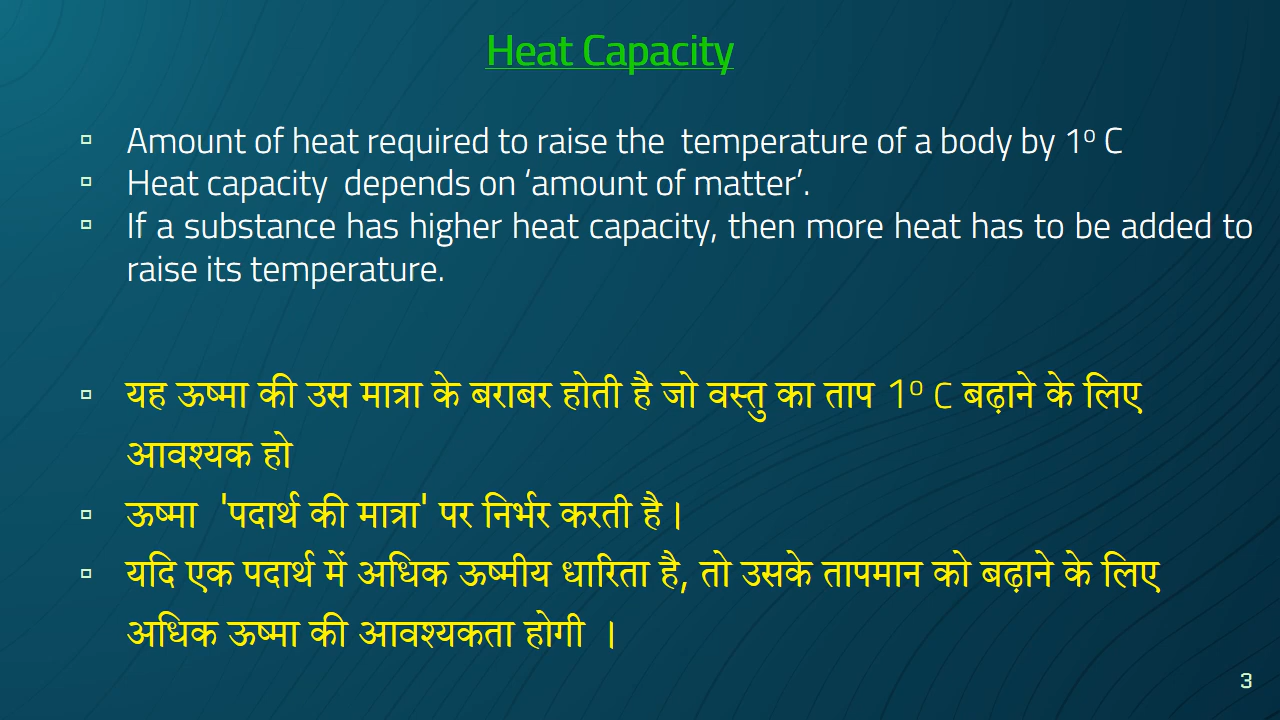 Heat Capacity
Amount of heat required to raise the temperature of a body by 1⁰ C
Heat capacity depends on ‘amount of matter’.
If a substance has higher heat capacity, then more heat has to be added to
raise its temperature.
यह ऊष्मा की उस मात्रा के बराबर होती है जो वस्तु का ताप 1⁰ C बढ़ाने के लिए
आवश्यक हो
ऊष्मा 'पदार्थ की मात्रा' पर निर्भर करती है।
यदि एक पदार्थ में अधिक ऊष्मीय धारिता है, तो उसके तापमान को बढ़ाने के लिए
अधिक ऊष्मा की आवश्यकता होगी ।
3